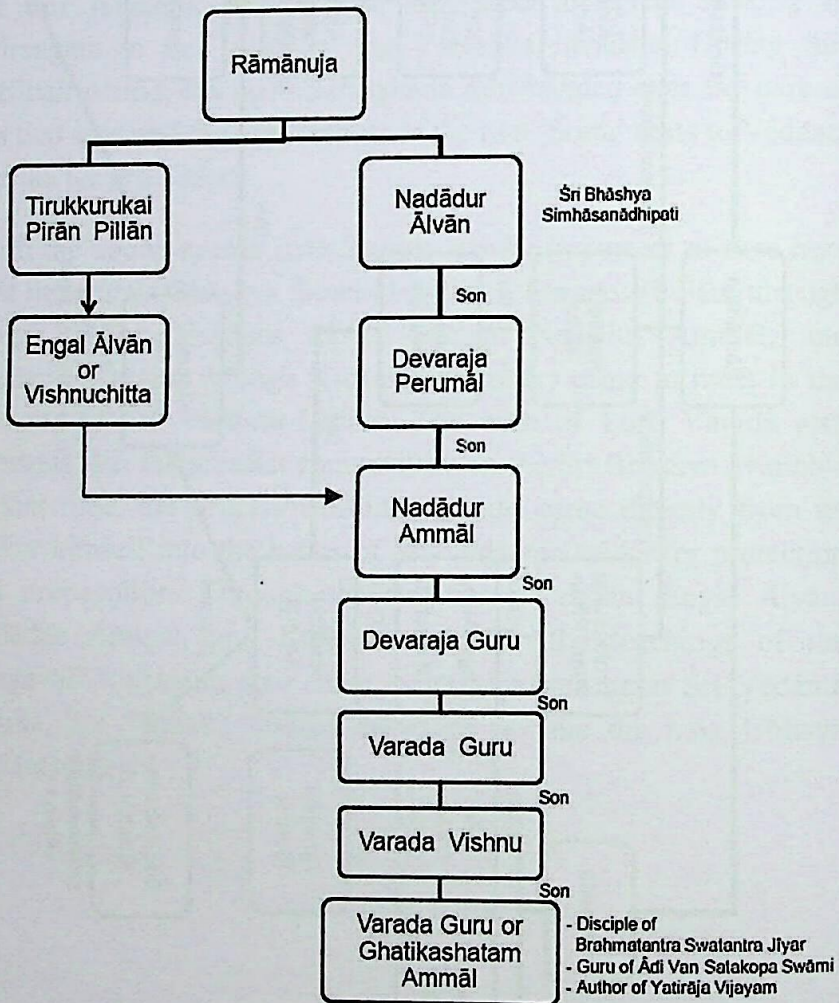 Rāmānuja
Tirukkurukai
Pirān Pillān
Nadādur
Ālvān
Śri Bhāshya
Simhāsanādhipati
Son
Engal Ālvān
or
Vishnuchitta
Devaraja
Perumāl
Son
Nadādur
Ammāl
Son
Devaraja Guru
Son
Varada Guru
Son
Varada Vishnu
Son
Varada Guru or
Ghatikashatam
Ammāl
- Disciple of
Brahmatantra Swatantra Jīyar
- Guru of Ādi Van Satakopa Swāmi
- Author of Yatirāja Vijayam